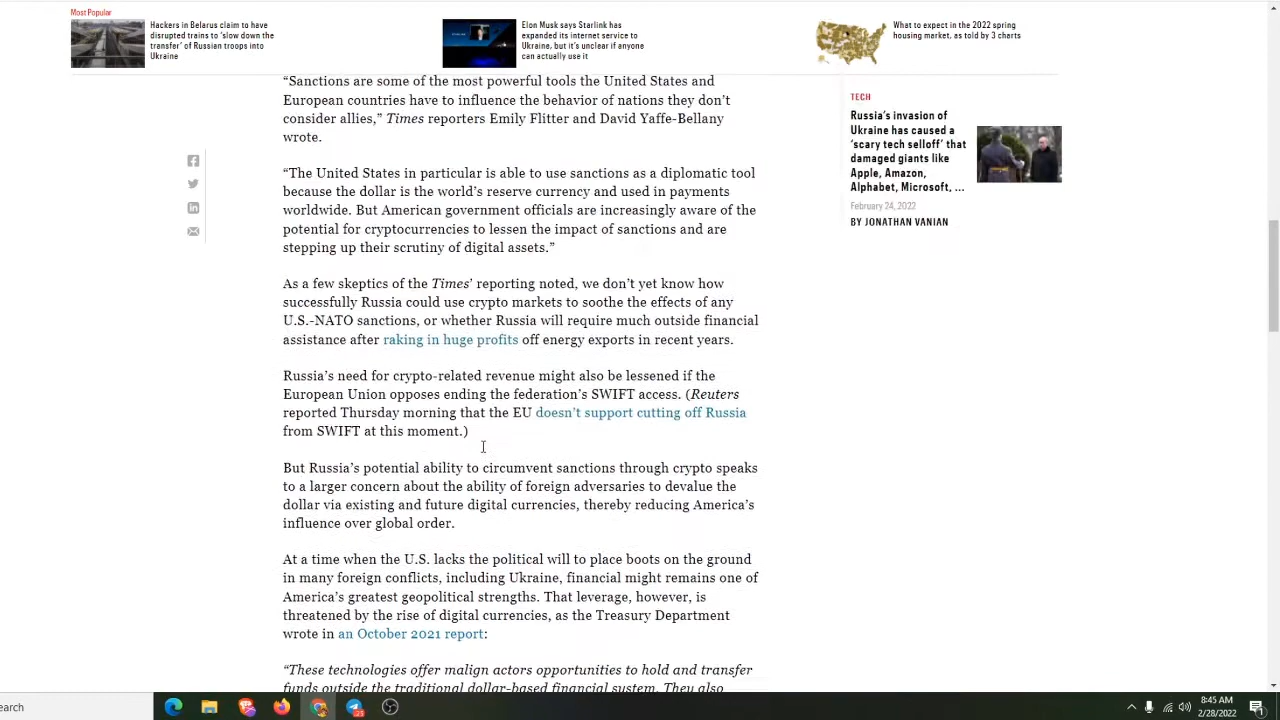 Most Popular
Hackers in Belarus claim to have
disrupted trains to ‘slow down the
transfer’ of Russian troops into
Ukraine
Elon Musk says Starlink has
expanded its internet service to
Ukraine, but it’s unclear if anyone
can actually use it
What to expect in the 2022 spring
housing market, as told by 3 charts
“Sanctions are some of the most powerful tools the United States and
European countries have to influence the behavior of nations they don’t
consider allies,” Times reporters Emily Flitter and David Yaffe-Bellany
wrote.
“The United States in particular is able to use sanctions as a diplomatic tool
because the dollar is the world’s reserve currency and used in payments
worldwide. But American government officials are increasingly aware of the
potential for cryptocurrencies to lessen the impact of sanctions and are
stepping up their scrutiny of digital assets.”
As a few skeptics of the Times’ reporting noted, we don’t yet know how
successfully Russia could use crypto markets to soothe the effects of any
U.S.-NATO sanctions, or whether Russia will require much outside financial
assistance after raking in huge profits off energy exports in recent years.
Russia’s need for crypto-related revenue might also be lessened if the
European Union opposes ending the federation’s SWIFT access. (Reuters
reported Thursday morning that the EU doesn’t support cutting off Russia
from SWIFT at this moment.)
But Russia’s potential ability to circumvent sanctions through crypto speaks
to a larger concern about the ability of foreign adversaries to devalue the
dollar via existing and future digital currencies, thereby reducing America’s
influence over global order.
At a time when the U.S. lacks the political will to place boots on the ground
in many foreign conflicts, including Ukraine, financial might remains one of
America’s greatest geopolitical strengths. That leverage, however, is
threatened by the rise of digital currencies, as the Treasury Department
wrote in an October 2021 report:
“These technologies offer malign actors opportunities to hold and transfer
funds outside the traditional dollar-based financial system. They also
TECH
Russia’s invasion of
Ukraine has caused a
‘scary tech selloff’ that
damaged giants like
Apple, Amazon,
Alphabet, Microsoft, ...
February 24, 2022
BY JONATHAN VANIAN
earch
8:45 AM
2/28/2022
1